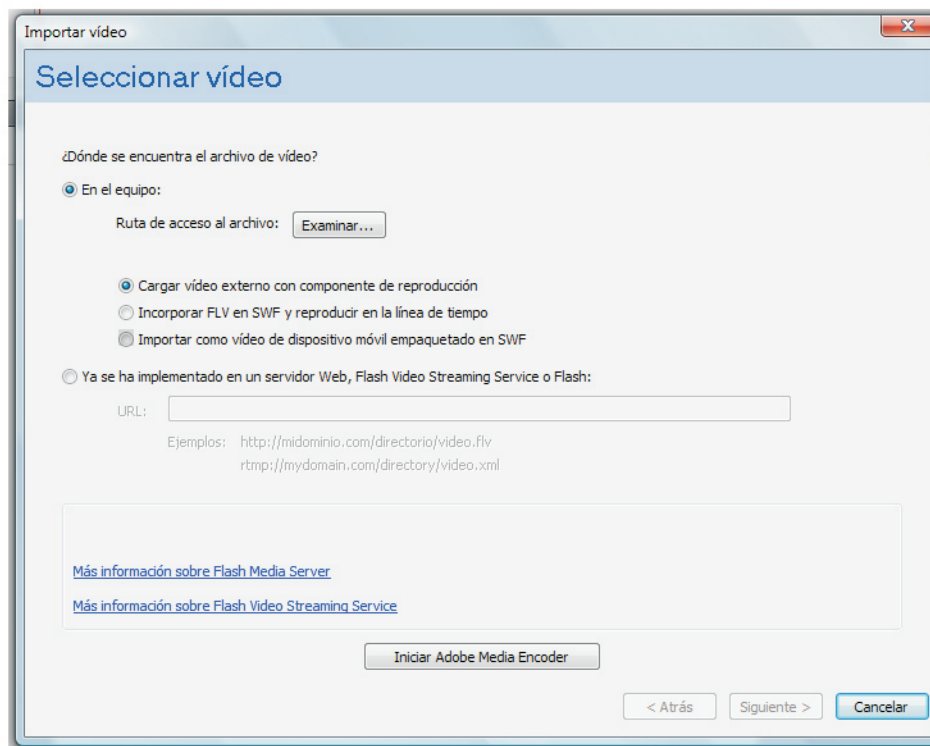 Importar vídeo
Seleccionar vídeo
¿Dónde se encuentra el archivo de vídeo?
En el equipo:
Ruta de acceso al archivo: Examinar...
Cargar vídeo externo con componente de reproducción
Incorporar FLV en SWF y reproducir en la línea de tiempo
Importar como vídeo de dispositivo móvil empaquetado en SWF
Ya se ha implementado en un servidor Web, Flash Video Streaming Service o Flash:
URL:
Ejemplos: http://midominio.com/directorio/video.flv
rtmp://mydomain.com/directory/video.xml
Más información sobre Flash Media Server
Más información sobre Flash Video Streaming Service
Iniciar Adobe Media Encoder
< Atrás Siguiente > Cancelar